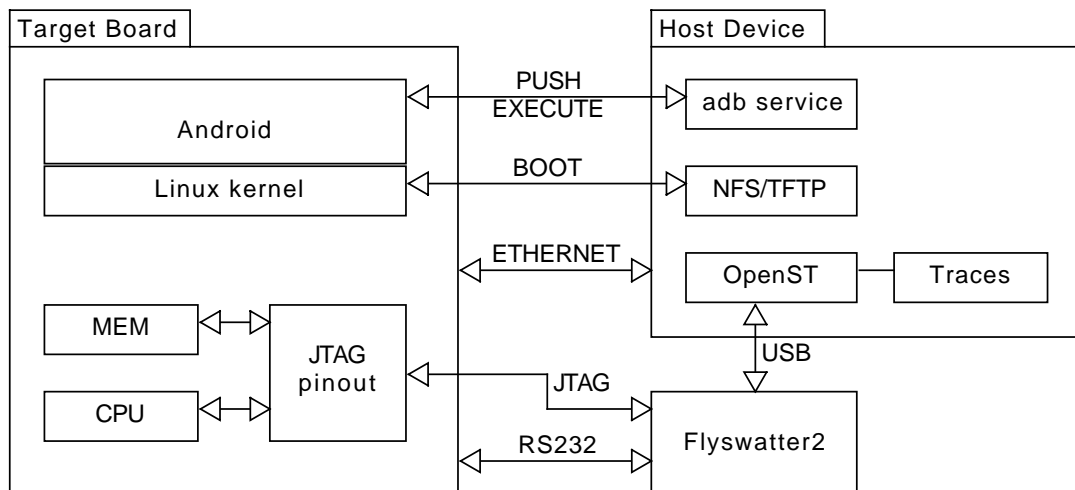 Target Board
Host Device
PUSH
EXECUTE
adb service
Android
BOOT
Linux kernel
NFS/TFTP
ETHERNET
OpenST
Traces
MEM
USB
JTAG
pinout
JTAG
CPU
RS232
Flyswatter2